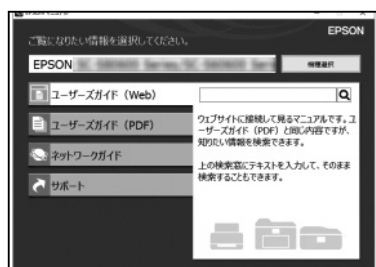 EPSON
ご覧になりたい情報を選択してください。
EPSON
機種選択
ユーザーズガイド（Web）
ユーザーズガイド（PDF）
ネットワークガイド
サポート
ウェブサイトに接続して見るマニュアルです。ユ
ーザーズガイド（PDF）と同じ内容ですが、
知りたい情報を検索できます。
上の検索窓にテキストを入力して、そのまま
検索することもできます。